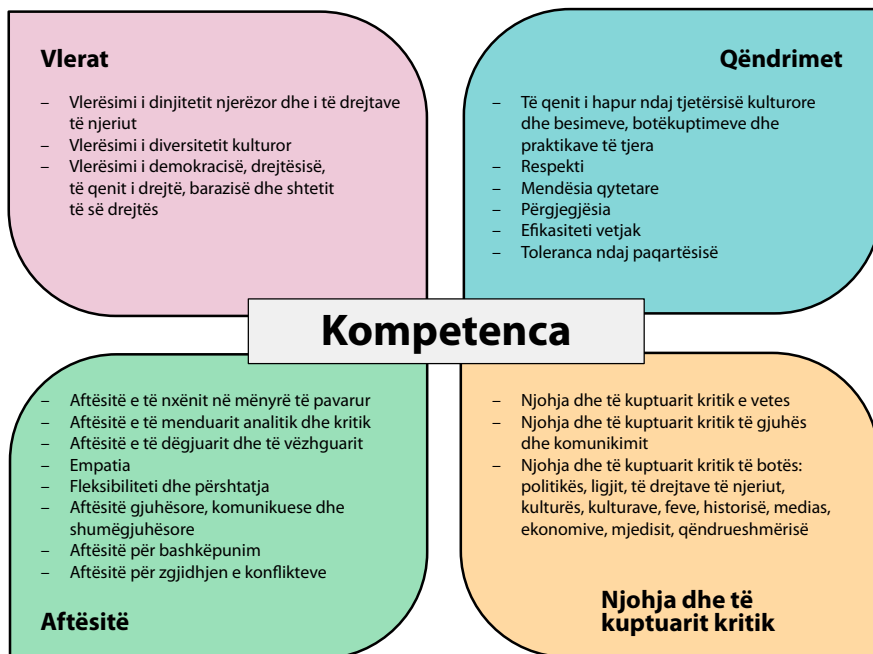 Vlerat
– Vlerësimi i dinjitetit njerëzor dhe i të drejtave
të njeriut
– Vlerësimi i diversitetit kulturor
– Vlerësimi i demokracisë, drejtësisë,
të qenit i drejtë, barazisë dhe shtetit
të së drejtës
Qëndrimet
– Të qenit i hapur ndaj tjetërsisë kulturore
dhe besimeve, botëkuptimeve dhe
praktikave të tjera
– Respekti
– Mendësia qytetare
– Përgjegjësia
– Efikasiteti vetjak
– Toleranca ndaj paqartësisë
Kompetenca
– Aftësitë e të nxënit në mënyrë të pavarur
– Aftësitë e të menduarit analitik dhe kritik
– Aftësitë e të dëgjuarit dhe të vëzhguarit
– Empatia
– Fleksibiliteti dhe përshtatja
– Aftësitë gjuhësore, komunikuese dhe
shumëgjuhësore
– Aftësitë për bashkëpunim
– Aftësitë për zgjidhjen e konflikteve
Aftësitë
– Njohja dhe të kuptuarit kritik e vetes
– Njohja dhe të kuptuarit kritik të gjuhës
dhe komunikimit
– Njohja dhe të kuptuarit kritik të botës:
politikës, ligjit, të drejtave të njeriut,
kulturës, kulturave, feve, historisë, medias,
ekonomive, mjedisit, qëndrueshmërisë
Njohja dhe të
kuptuarit kritik